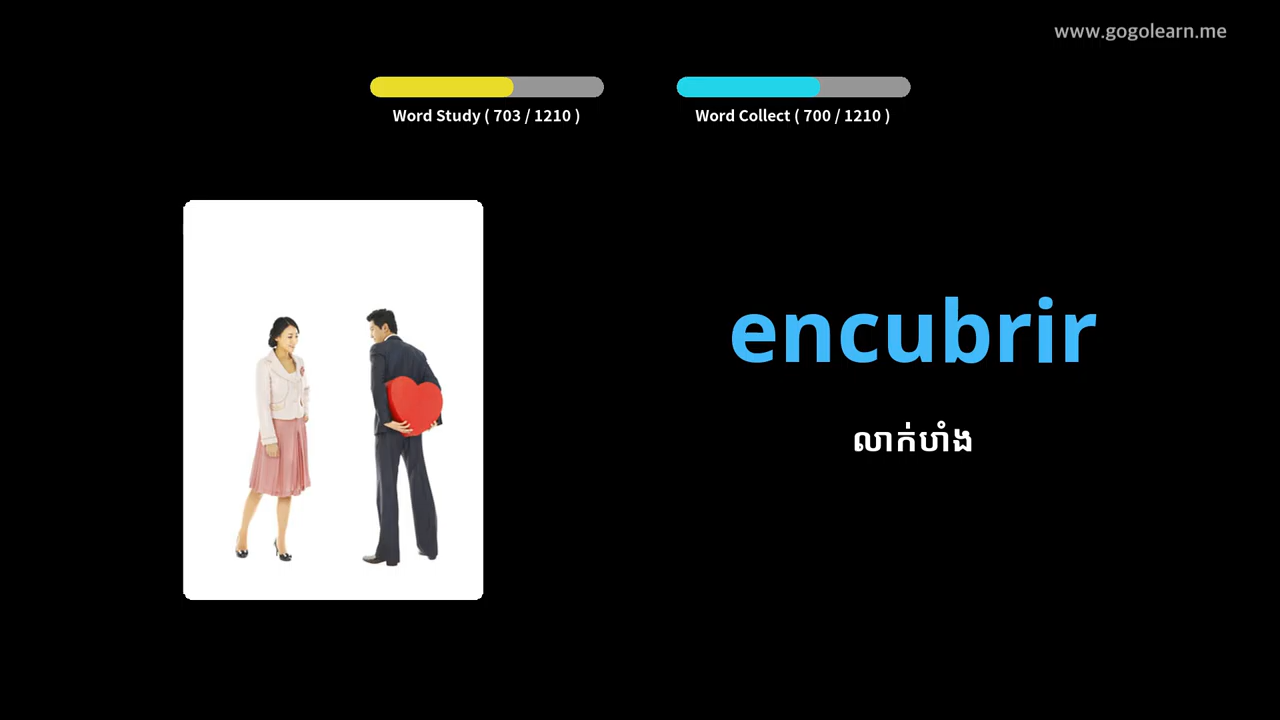 www.gogolearn.me
Word Study ( 703 / 1210 )
Word Collect ( 700 / 1210 )
encubrir
លាក់បាំង